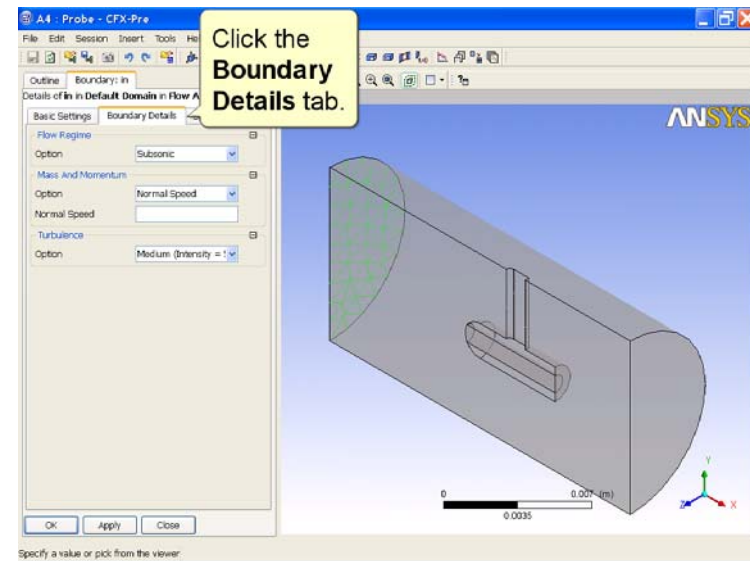 A4 : Probe - CFX-Pre
File Edit Session Insert Tools
Click the
Boundary
Details tab.
Outline Boundary: in
Details of in in Default Domain in Flow A
Basic Settings Boundary Details
Flow Regime
Option Subsonic
Mass And Momentum
Option Normal Speed
Normal Speed
Turbulence
Option Medium (Intensity =
ANSYS
Y
Z X
0 0.007 (m)
0.0035
OK Apply Close
Specify a value or pick from the viewer